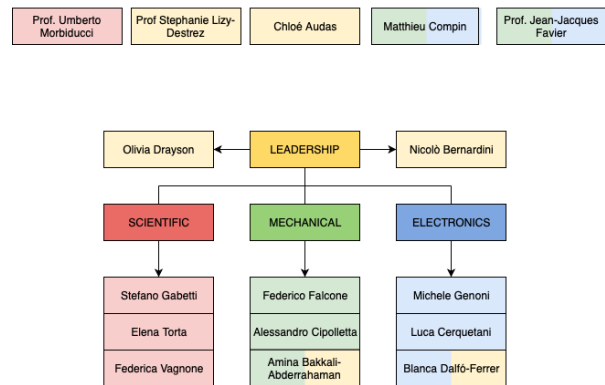 Prof. Umberto
Morbiducci
Prof Stephanie Lizy-
Destrez
Chloé Audas
Matthieu Compin
Prof. Jean-Jacques
Favier
Olivia Drayson
LEADERSHIP
Nicolò Bernardini
SCIENTIFIC
MECHANICAL
ELECTRONICS
Stefano Gabetti
Federico Falcone
Michele Genoni
Elena Torta
Alessandro Cipolletta
Luca Cerquetani
Federica Vagnone
Amina Bakkali-
Abderrahaman
Blanca Dalfó-Ferrer